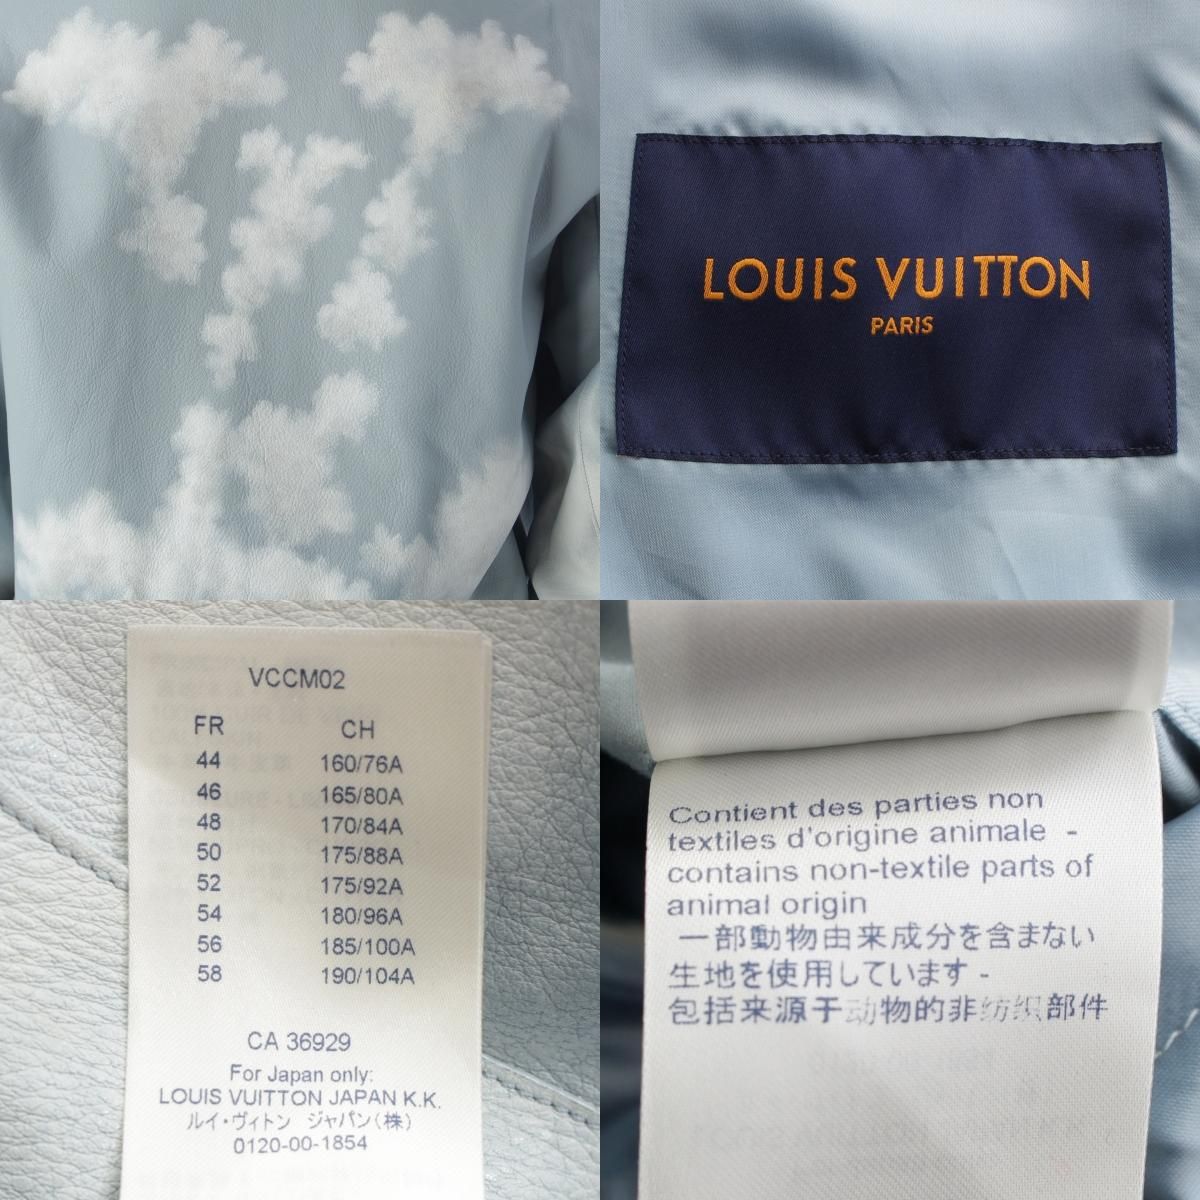 LOUIS VUITTON
PARIS
VCCM02
FR CH
44 160/76A
46 165/80A
48 170/84A
50 175/88A
52 175/92A
54 180/96A
56 185/100A
58 190/104A
CA 36929
For Japan only:
LOUIS VUITTON JAPAN K.K.
ルイ・ヴィトン ジャパン(株)
0120-00-1854
Contient des parties non
textiles d'origine animale -
contains non-textile parts of
animal origin
一部動物由来成分を含まない
生地を使用しています -
包括来源于动物的非纺织部件